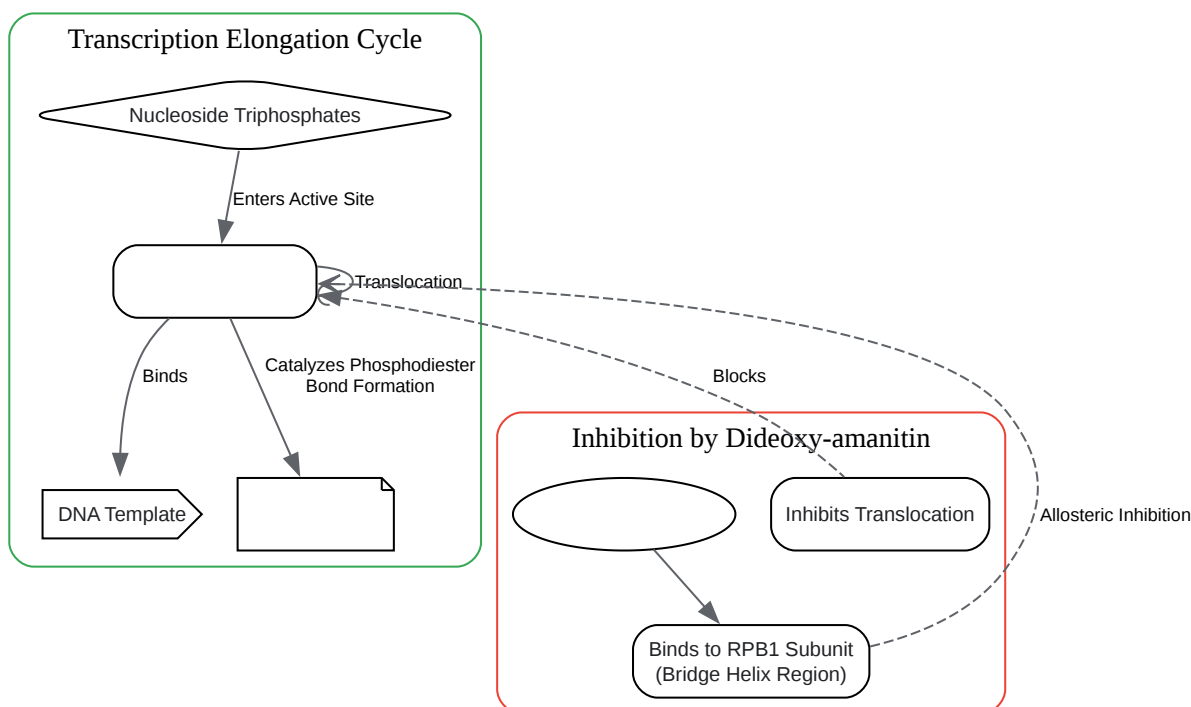 Transcription Elongation Cycle
Nucleoside Triphosphates
Enters Active Site
Translocation
Binds
Catalyzes Phosphodiester
Bond Formation
Blocks
DNA Template
Inhibition by Dideoxy-amanitin
Inhibits Translocation
Allosteric Inhibition
Binds to RPB1 Subunit
(Bridge Helix Region)